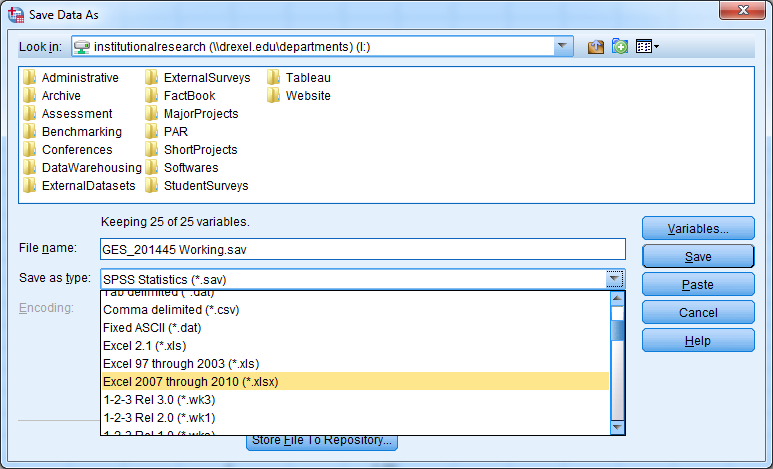 Save Data As
Look in: institutionalresearch (\\drexel.edu\departments) (I:)
Administrative ExternalSurveys Tableau
Archive FactBook Website
Assessment MajorProjects
Benchmarking PAR
Conferences ShortProjects
DataWarehousing Softwares
ExternalDatasets StudentSurveys
Keeping 25 of 25 variables.
Variables...
File name: GES_201445 Working.sav
Save
Save as type: SPSS Statistics (*.sav)
Paste
Tab delimited (*.dat)
Encoding: Comma delimited (*.csv)
Cancel
Fixed ASCII (*.dat)
Excel 2.1 (*.xls)
Help
Excel 97 through 2003 (*.xls)
Excel 2007 through 2010 (*.xlsx)
1-2-3 Rel 3.0 (*.wk3)
1-2-3 Rel 2.0 (*.wk1)
1-2-3 Rel 1.0 (*.wks)
Store File To Repository...